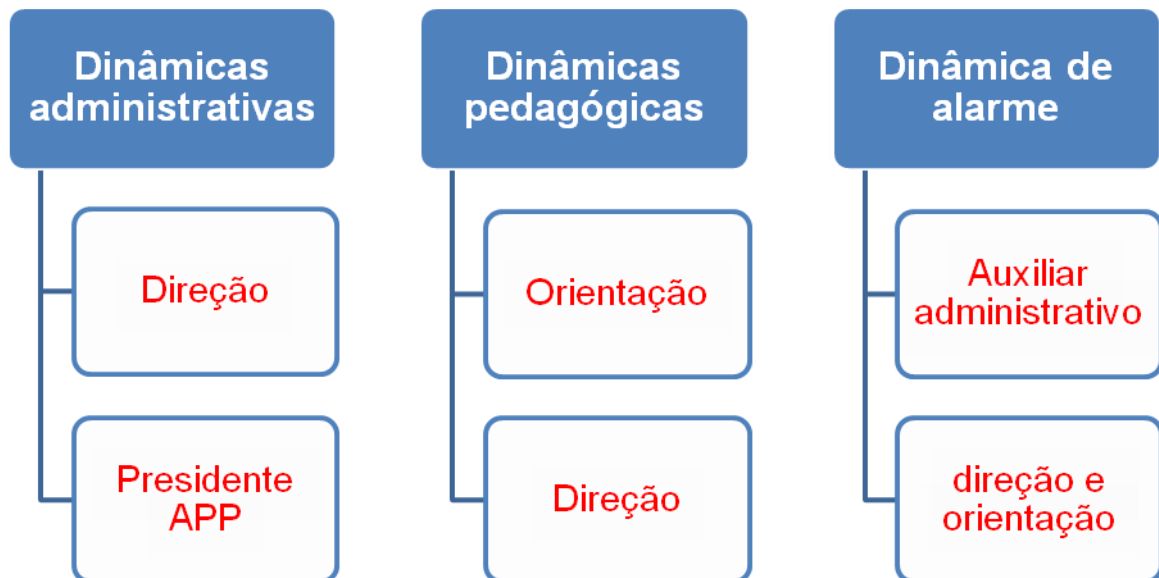 Dinâmicas
administrativas
Direção
Presidente
APP
Dinâmicas
pedagógicas
Orientação
Direção
Dinâmica de
alarme
Auxiliar
administrativo
direção e
orientação